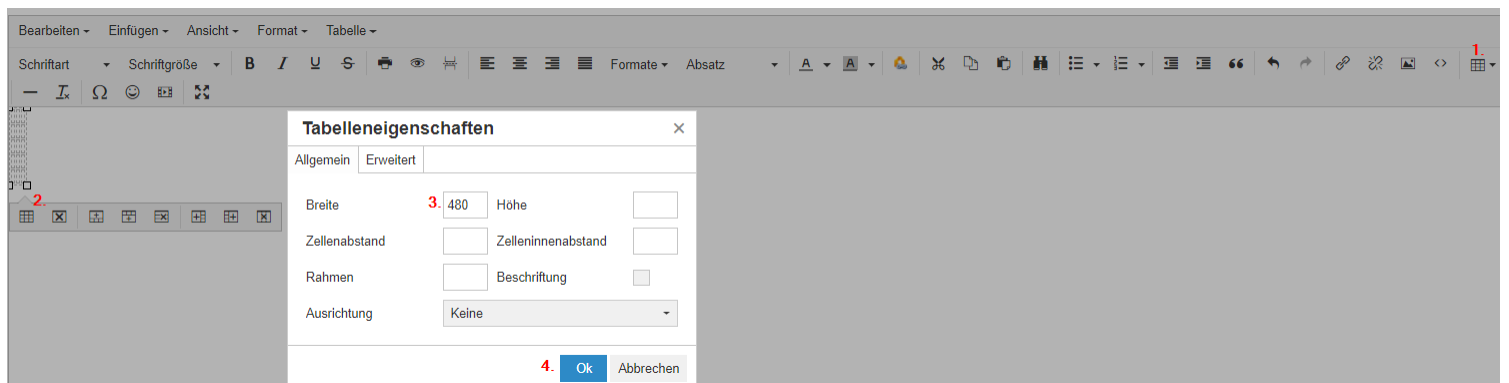 Bearbeiten Einfügen Ansicht Format Tabelle
1.
Schriftart Schriftgröße B I U S Formate Absatz A A
Tabelleneigenschaften
Allgemein Erweitert
2.
Breite 3. 480 Höhe
Zellenabstand Zelleninnenabstand
Rahmen Beschriftung
Ausrichtung Keine
4. Ok Abbrechen